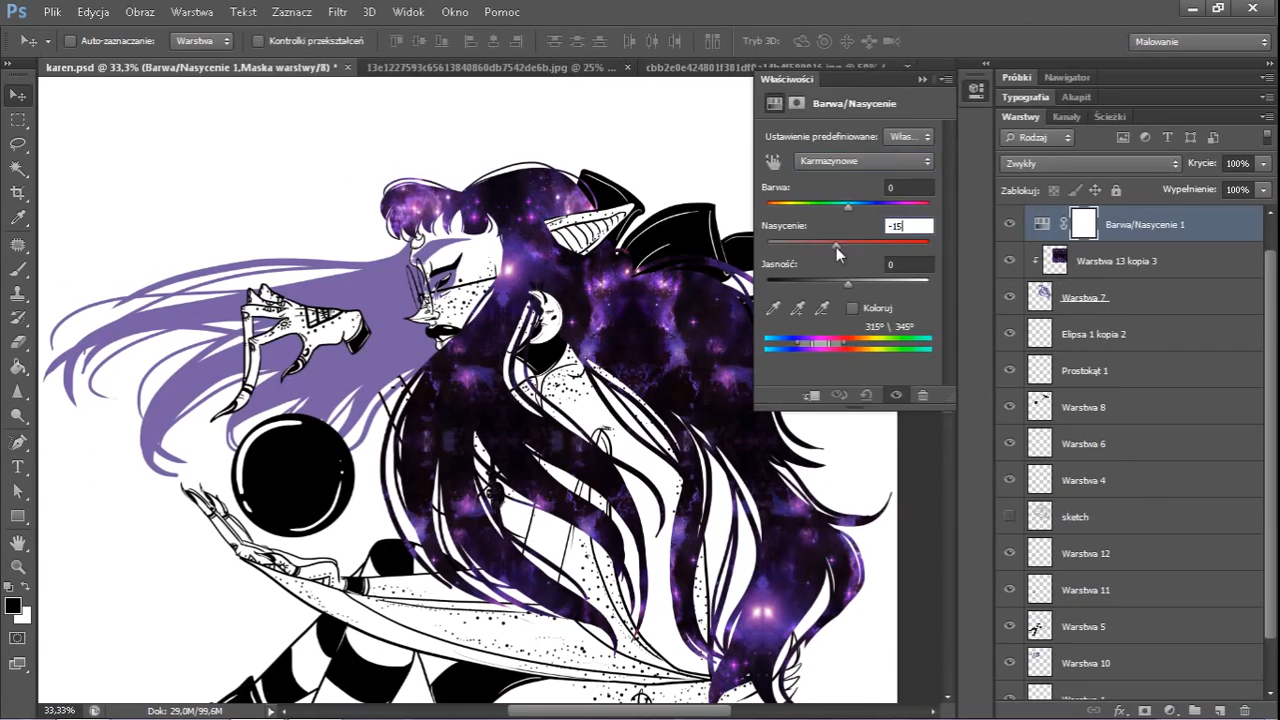 Ps Plik Edycja Obraz Warstwa Tekst Zaznacz Filtr 3D Widok Okno Pomoc
Auto-zaznaczanie: Warstwa Kontrolki przekształceń Tryb 3D: Malowanie
karen.psd @ 33,3% (Barwa/Nasycenie 1,Maska warstwy/8) * × 13e1227593c65613840860db7542de6b.jpg @ 25% ... ×
Właściwości
Barwa/Nasycenie
Ustawienie predefiniowane: Włas...
Karmazynowe
Barwa: 0
Nasycenie: -15
Jasność: 0
Koloruj
315° \ 345°
Próbki Nawigator
Typografia Akapit
Warstwy Kanały Ścieżki
Rodzaj
Zwykły Krycie: 100%
Zablokuj: Wypełnienie: 100%
Barwa/Nasycenie 1
Warstwa 13 kopia 3
Warstwa 7
Elipsa 1 kopia 2
Prostokąt 1
Warstwa 8
Warstwa 6
Warstwa 4
sketch
Warstwa 12
Warstwa 11
Warstwa 5
Warstwa 10
33,33% Dok: 29,0M/99,6M